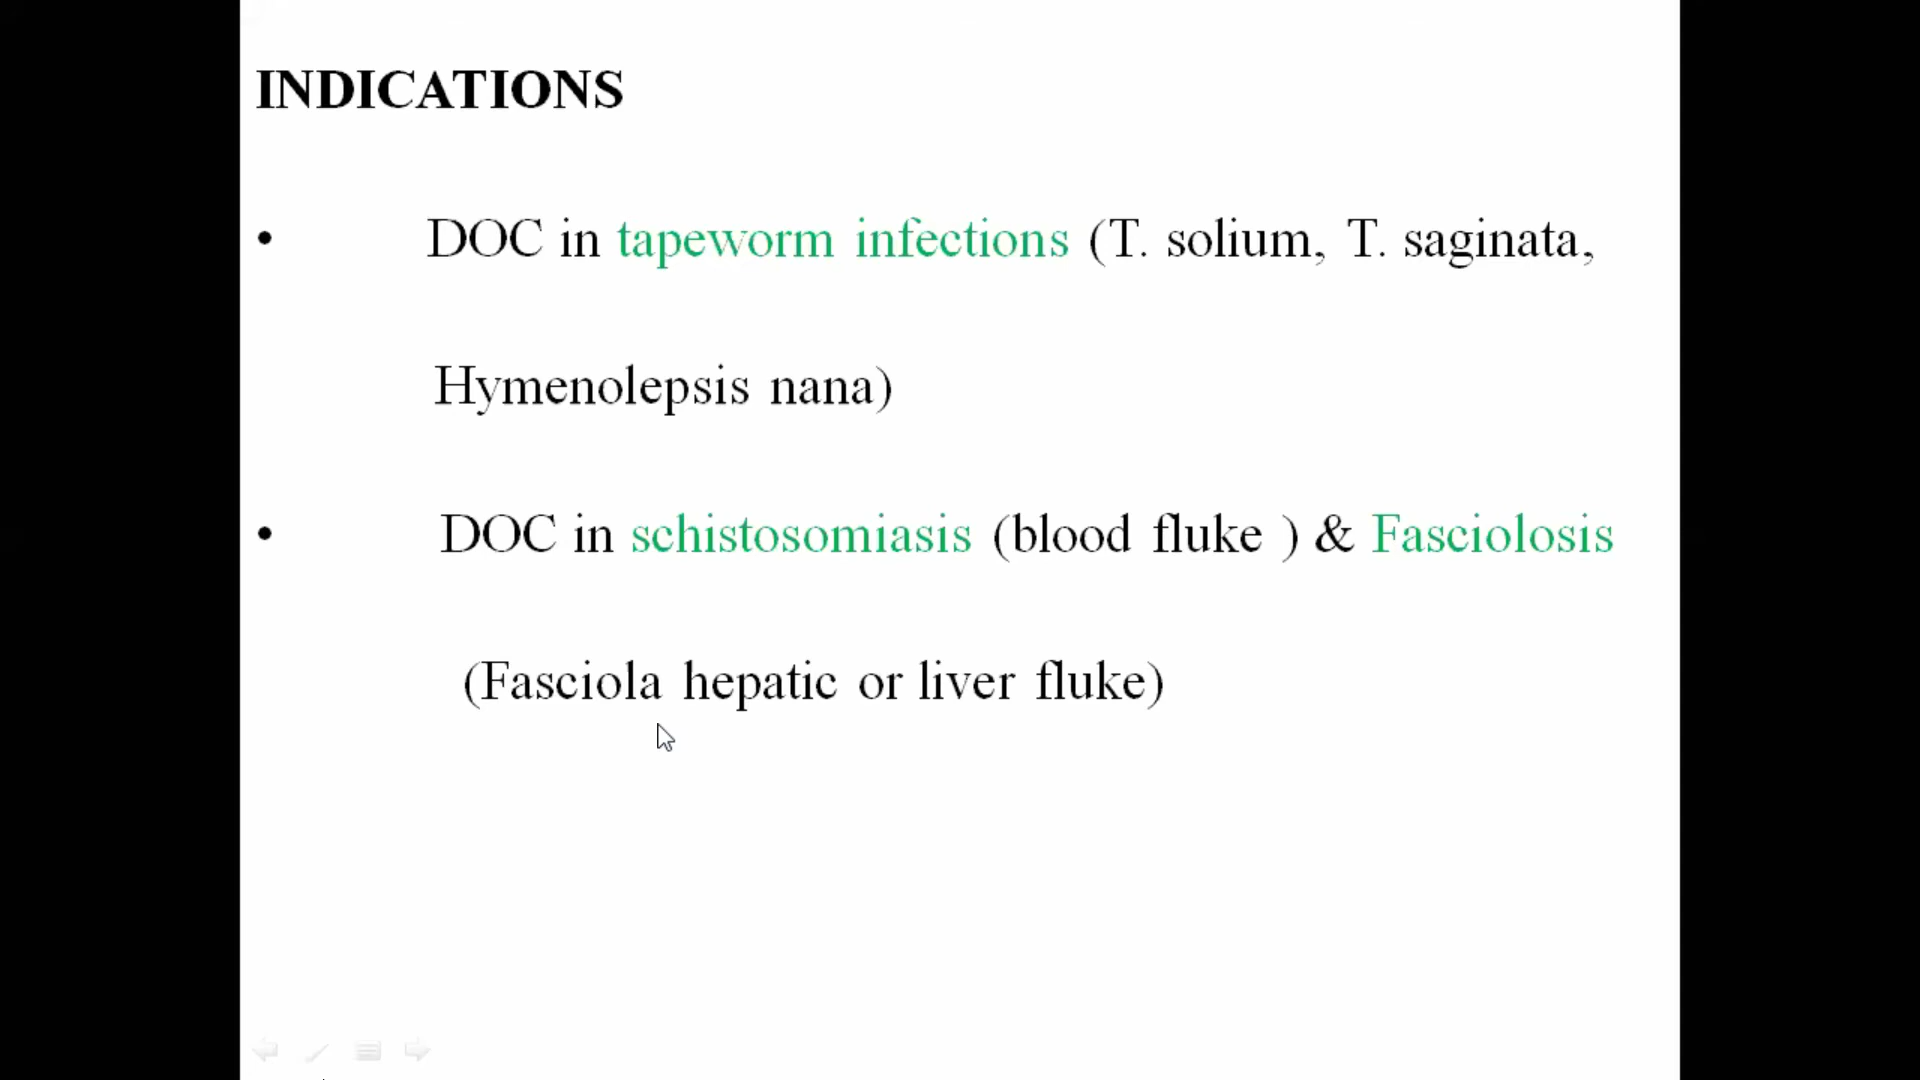 INDICATIONS
• DOC in tapeworm infections (T. solium, T. saginata,
Hymenolepsis nana)
• DOC in schistosomiasis (blood fluke ) & Fasciolosis
(Fasciola hepatic or liver fluke)